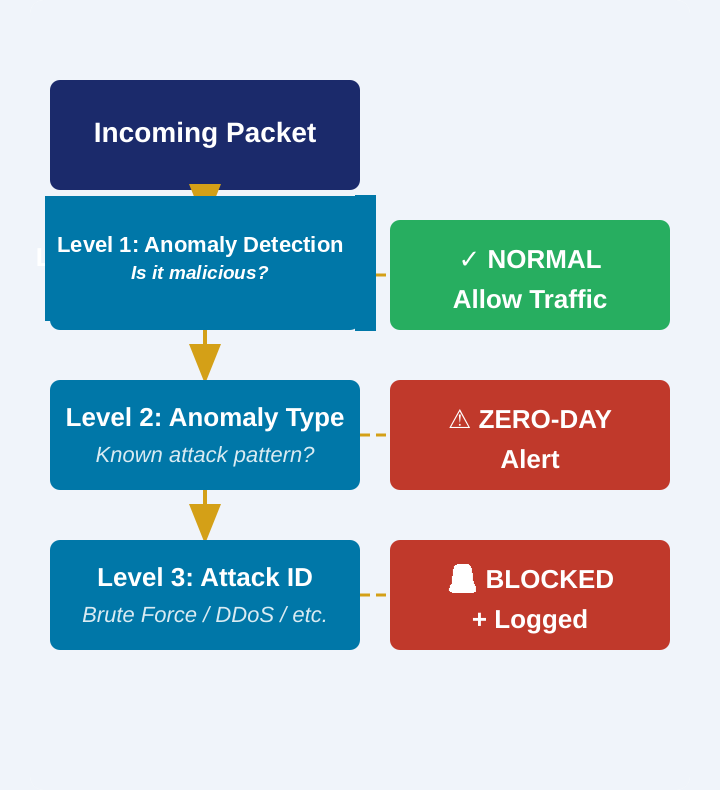 Incoming Packet
Level 1: Anomaly Detection
Is it malicious?
✓ NORMAL
Allow Traffic
Level 2: Anomaly Type
Known attack pattern?
⚠ ZERO-DAY
Alert
Level 3: Attack ID
Brute Force / DDoS / etc.
BLOCKED
+ Logged